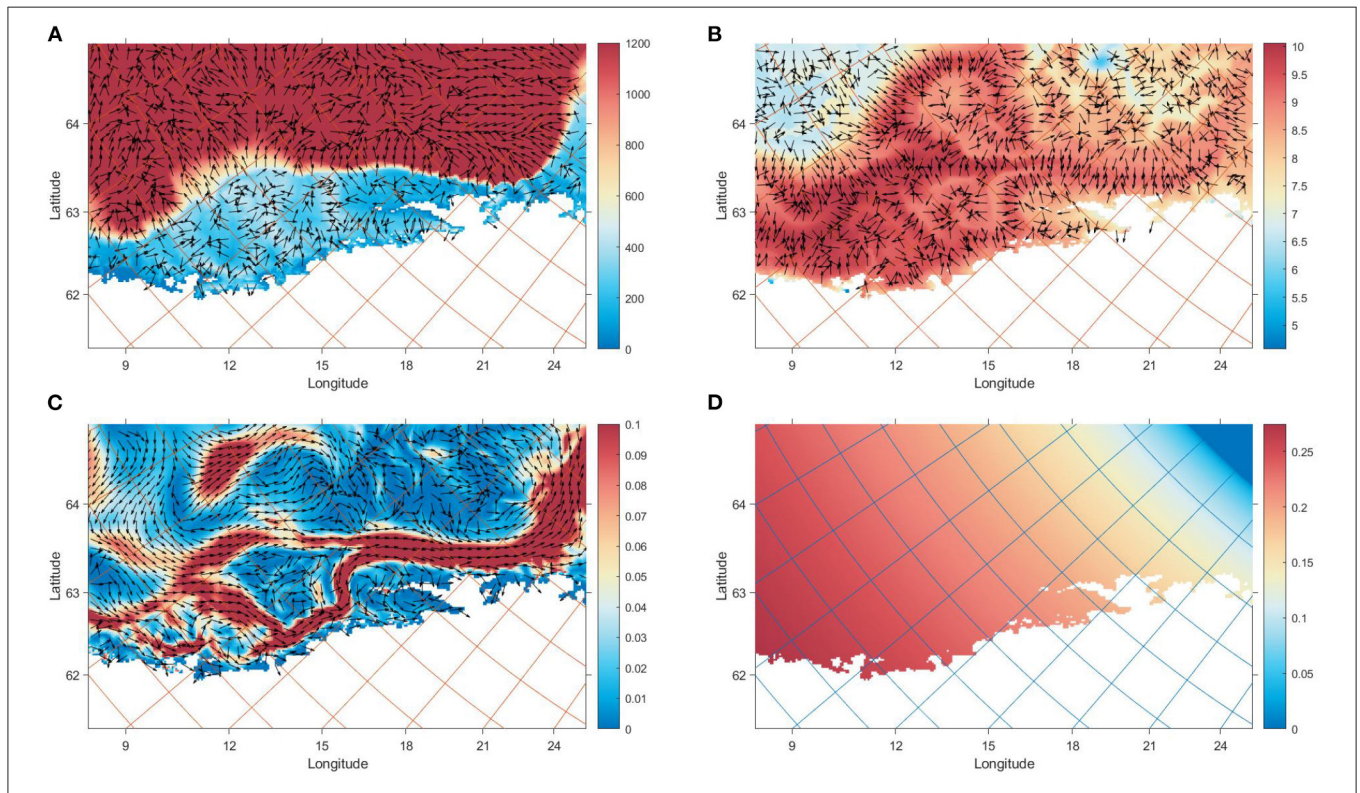 A
1200
1000
800
600
400
200
0
64
63
62
Latitude
9 12 15 18 21 24
Longitude
B
10
9.5
9
8.5
8
7.5
7
6.5
6
5.5
5
64
63
62
Latitude
9 12 15 18 21 24
Longitude
C
0.1
0.09
0.08
0.07
0.06
0.05
0.04
0.03
0.02
0.01
0
64
63
62
Latitude
9 12 15 18 21 24
Longitude
D
0.25
0.2
0.15
0.1
0.05
0
64
63
62
Latitude
9 12 15 18 21 24
Longitude